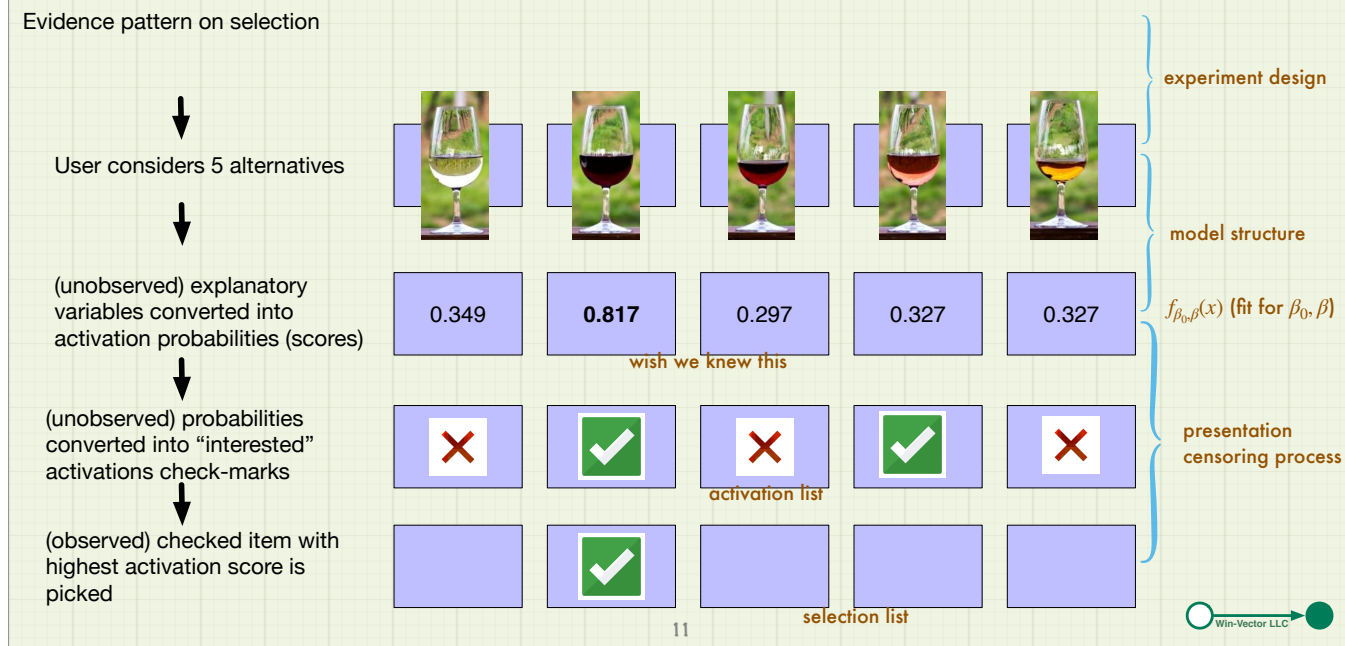 Evidence pattern on selection
experiment design
User considers 5 alternatives
model structure
(unobserved) explanatory
variables converted into
activation probabilities (scores)
0.349 0.817 0.297 0.327 0.327
f_{β₀,β}(x) (fit for β₀, β)
wish we knew this
(unobserved) probabilities
converted into “interested”
activations check-marks
presentation
censoring process
activation list
(observed) checked item with
highest activation score is
picked
selection list
11
Win-Vector LLC